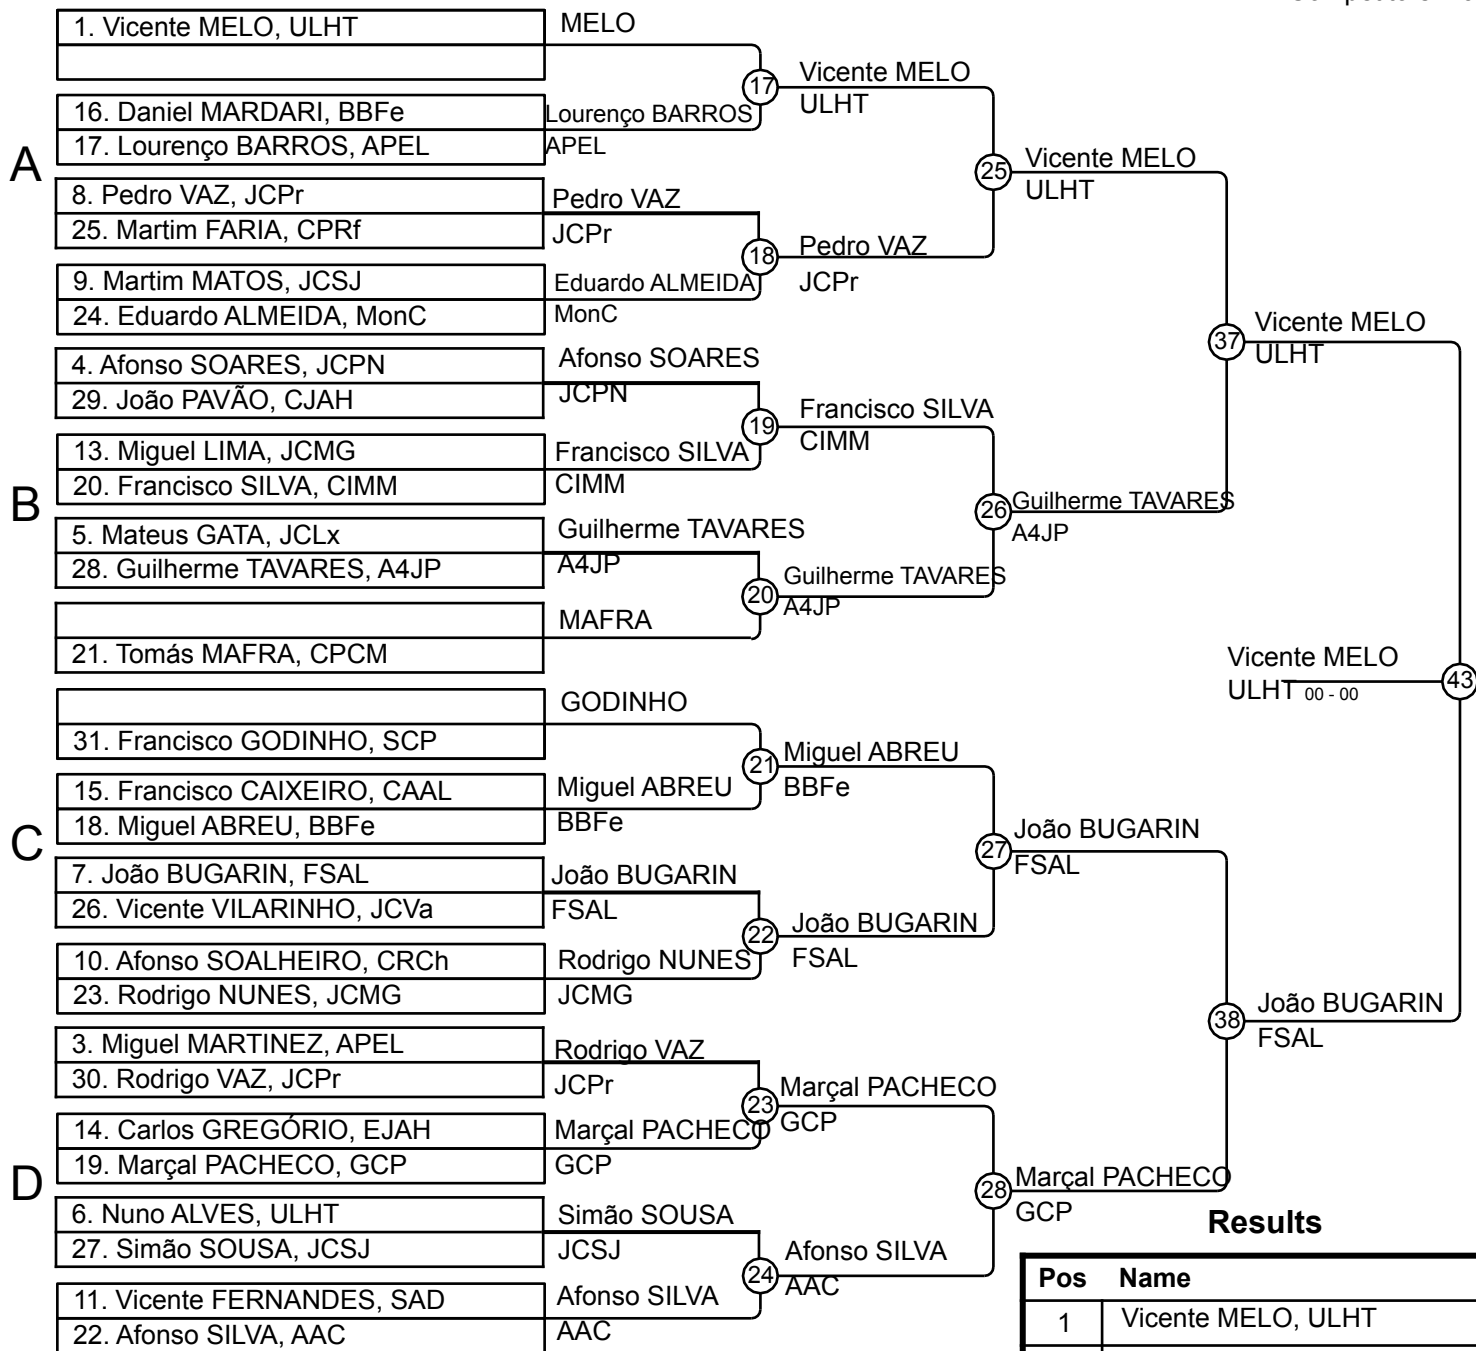 1. Vicente MELO, ULHT
16. Daniel MARDARI, BBFe
17. Lourenço BARROS, APEL
A
8. Pedro VAZ, JCPr
25. Martim FARIA, CPRf
9. Martim MATOS, JCSJ
24. Eduardo ALMEIDA, MonC
4. Afonso SOARES, JCPN
29. João PAVÃO, CJAH
13. Miguel LIMA, JCMG
20. Francisco SILVA, CIMM
B
5. Mateus GATA, JCLx
28. Guilherme TAVARES, A4JP
21. Tomás MAFRA, CPCM
31. Francisco GODINHO, SCP
15. Francisco CAIXEIRO, CAAL
18. Miguel ABREU, BBFe
C
7. João BUGARIN, FSAL
26. Vicente VILARINHO, JCVa
10. Afonso SOALHEIRO, CRCh
23. Rodrigo NUNES, JCMG
3. Miguel MARTINEZ, APEL
30. Rodrigo VAZ, JCPr
14. Carlos GREGÓRIO, EJAH
19. Marçal PACHECO, GCP
D
6. Nuno ALVES, ULHT
27. Simão SOUSA, JCSJ
11. Vicente FERNANDES, SAD
22. Afonso SILVA, AAC
MELO
Lourenço BARROS
APEL
Pedro VAZ
JCPr
Eduardo ALMEIDA
MonC
Afonso SOARES
JCPN
Francisco SILVA
CIMM
Guilherme TAVARES
A4JP
MAFRA
GODINHO
Miguel ABREU
BBFe
João BUGARIN
FSAL
Rodrigo NUNES
JCMG
Rodrigo VAZ
JCPr
Marçal PACHECO
GCP
Simão SOUSA
JCSJ
Afonso SILVA
AAC
17
Vicente MELO
ULHT
18
Pedro VAZ
JCPr
19
Francisco SILVA
CIMM
20
Guilherme TAVARES
A4JP
21
Miguel ABREU
BBFe
22
João BUGARIN
FSAL
23
Marçal PACHECO
GCP
24
Afonso SILVA
AAC
25
Vicente MELO
ULHT
26
Guilherme TAVARES
A4JP
27
João BUGARIN
FSAL
28
Marçal PACHECO
GCP
37
Vicente MELO
ULHT
38
João BUGARIN
FSAL
Vicente MELO
ULHT 00 - 00
43
Results
Pos Name
1 Vicente MELO, ULHT